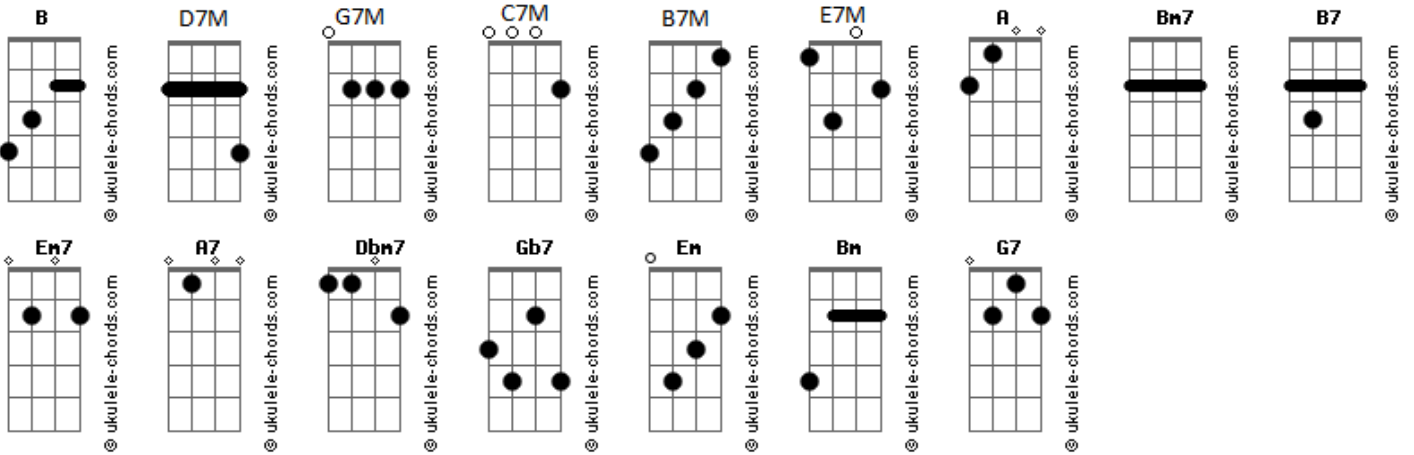 B D7M G7M C7M B7M E7M A Bm7 B7
© ukulele-chords.com © ukulele-chords.com © ukulele-chords.com © ukulele-chords.com © ukulele-chords.com © ukulele-chords.com © ukulele-chords.com © ukulele-chords.com © ukulele-chords.com
Em7 A7 Dbm7 Gb7 Em Bm G7
© ukulele-chords.com © ukulele-chords.com © ukulele-chords.com © ukulele-chords.com © ukulele-chords.com © ukulele-chords.com © ukulele-chords.com